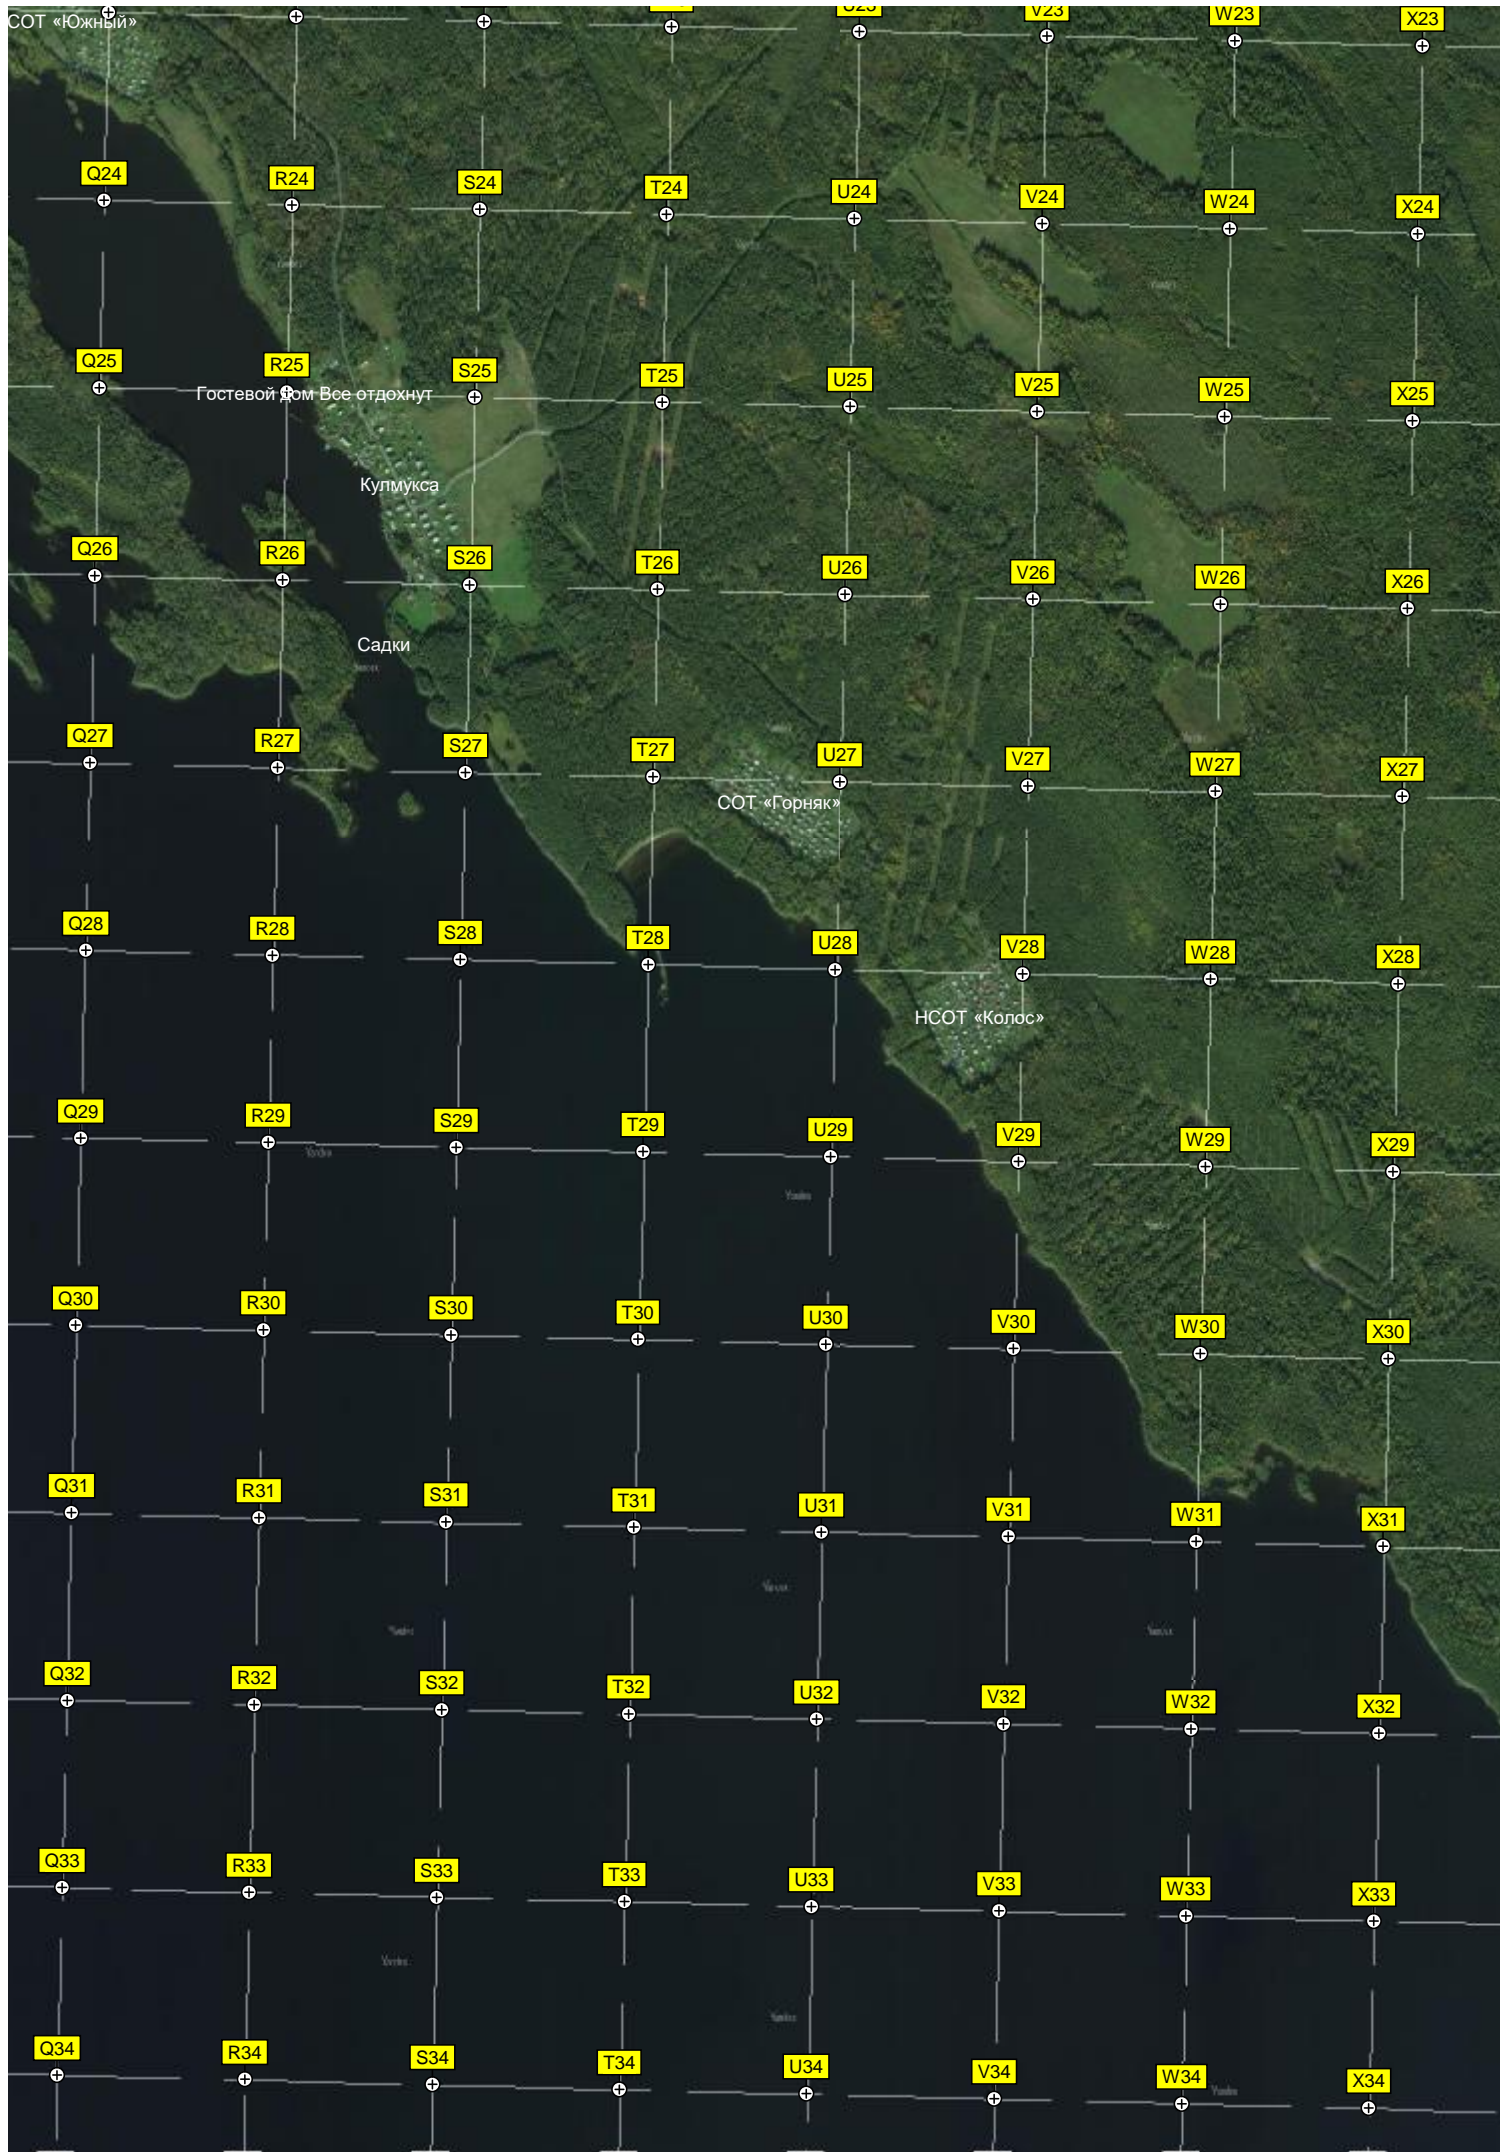 СОТ «Южный»
U23 V23 W23 X23
Q24 R24 S24 T24 U24 V24 W24 X24
Q25 R25 S25 T25 U25 V25 W25 X25
Гостевой дом Все отдохнут
Кулмукса
Q26 R26 S26 T26 U26 V26 W26 X26
Садки
Q27 R27 S27 T27 U27 V27 W27 X27
СОТ «Горняк»
Q28 R28 S28 T28 U28 V28 W28 X28
НСОТ «Колос»
Q29 R29 S29 T29 U29 V29 W29 X29
Q30 R30 S30 T30 U30 V30 W30 X30
Q31 R31 S31 T31 U31 V31 W31 X31
Q32 R32 S32 T32 U32 V32 W32 X32
Q33 R33 S33 T33 U33 V33 W33 X33
Q34 R34 S34 T34 U34 V34 W34 X34